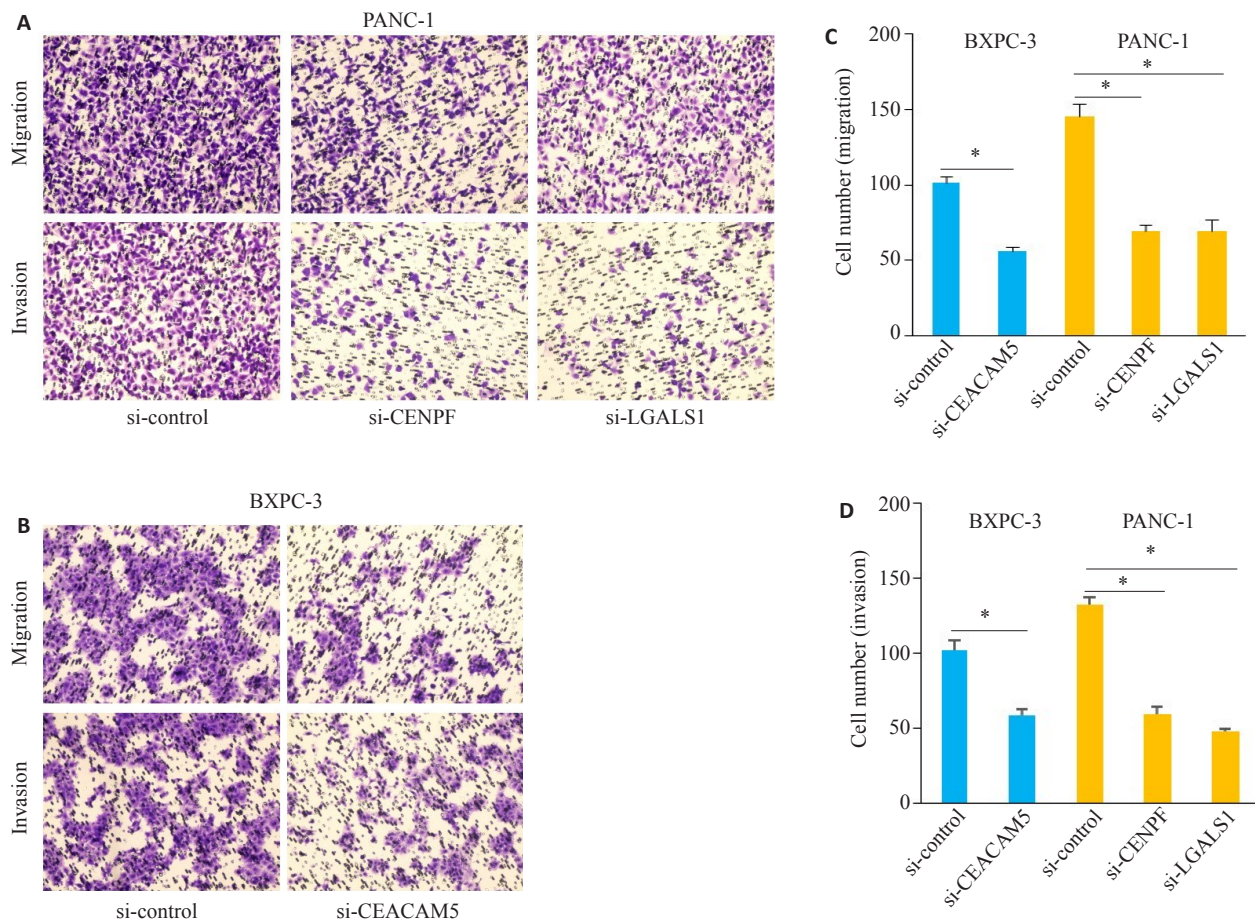 A
PANC-1
Migration
Invasion
si-control
si-CENPF
si-LGALS1
B
BXPC-3
Migration
Invasion
si-control
si-CEACAM5
C
200
150
100
50
0
Cell number (migration)
BXPC-3
PANC-1
*
*
*
si-control
si-CEACAM5
si-control
si-CENPF
si-LGALS1
D
200
150
100
50
0
Cell number (invasion)
BXPC-3
PANC-1
*
*
*
si-control
si-CEACAM5
si-control
si-CENPF
si-LGALS1